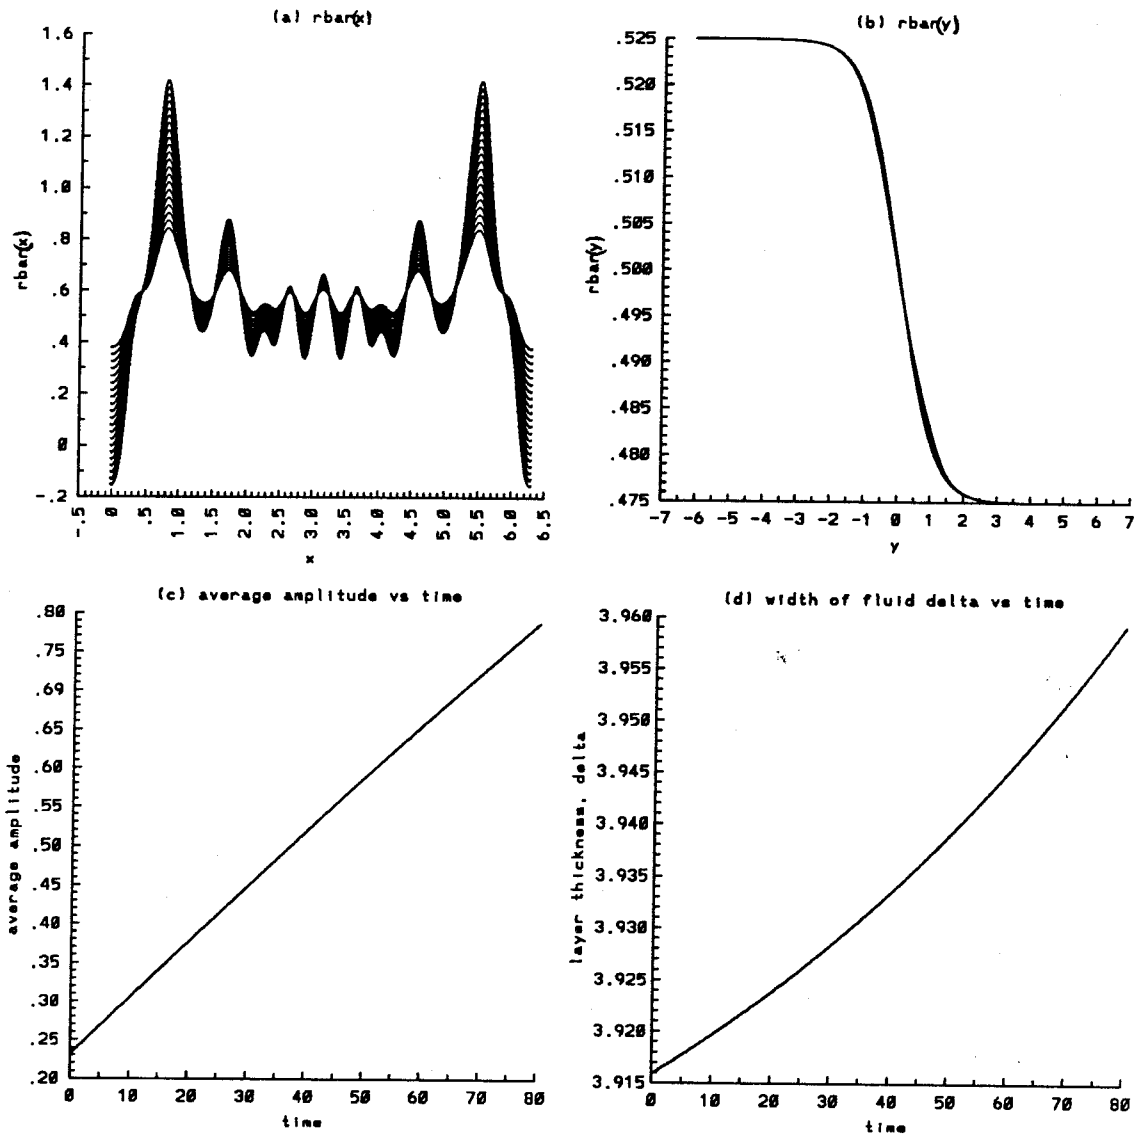 (a) rbar(x)
1.6
1.4
1.2
1.0
.8
.6
.4
.2
0
-.2
rbar(x)
-.5 0 .5 1.0 1.5 2.0 2.5 3.0 3.5 4.0 4.5 5.0 5.5 6.0 6.5
x
(b) rbar(y)
.525
.520
.515
.510
.505
.500
.495
.490
.485
.480
.475
rbar(y)
-7 -6 -5 -4 -3 -2 -1 0 1 2 3 4 5 6 7
y
(c) average amplitude vs time
.80
.75
.69
.65
.60
.55
.50
.45
.40
.35
.30
.25
.20
average amplitude
0 10 20 30 40 50 60 70 80
time
(d) width of fluid delta vs time
3.960
3.955
3.950
3.945
3.940
3.935
3.930
3.925
3.920
3.915
layer thickness, delta
0 10 20 30 40 50 60 70 80
time